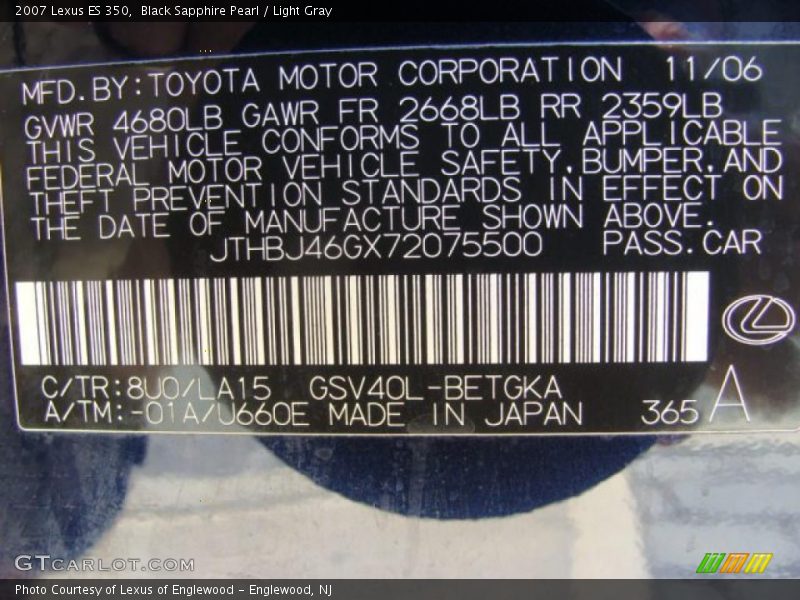 2007 Lexus ES 350,  Black Sapphire Pearl / Light Gray
MFD.BY:TOYOTA MOTOR CORPORATION 11/06
GVWR 4680LB GAWR FR 2668LB RR 2359LB
THIS VEHICLE CONFORMS TO ALL APPLICABLE
FEDERAL MOTOR VEHICLE SAFETY,BUMPER,AND
THEFT PREVENTION STANDARDS IN EFFECT ON
THE DATE OF MANUFACTURE SHOWN ABOVE.
JTHBJ46GX72075500 PASS.CAR
C/TR:8U0/LA15 GSV40L-BETGKA
A/TM:-01A/U660E MADE IN JAPAN 365 A
GTCARLOT.COM
Photo Courtesy of Lexus of Englewood – Englewood, NJ